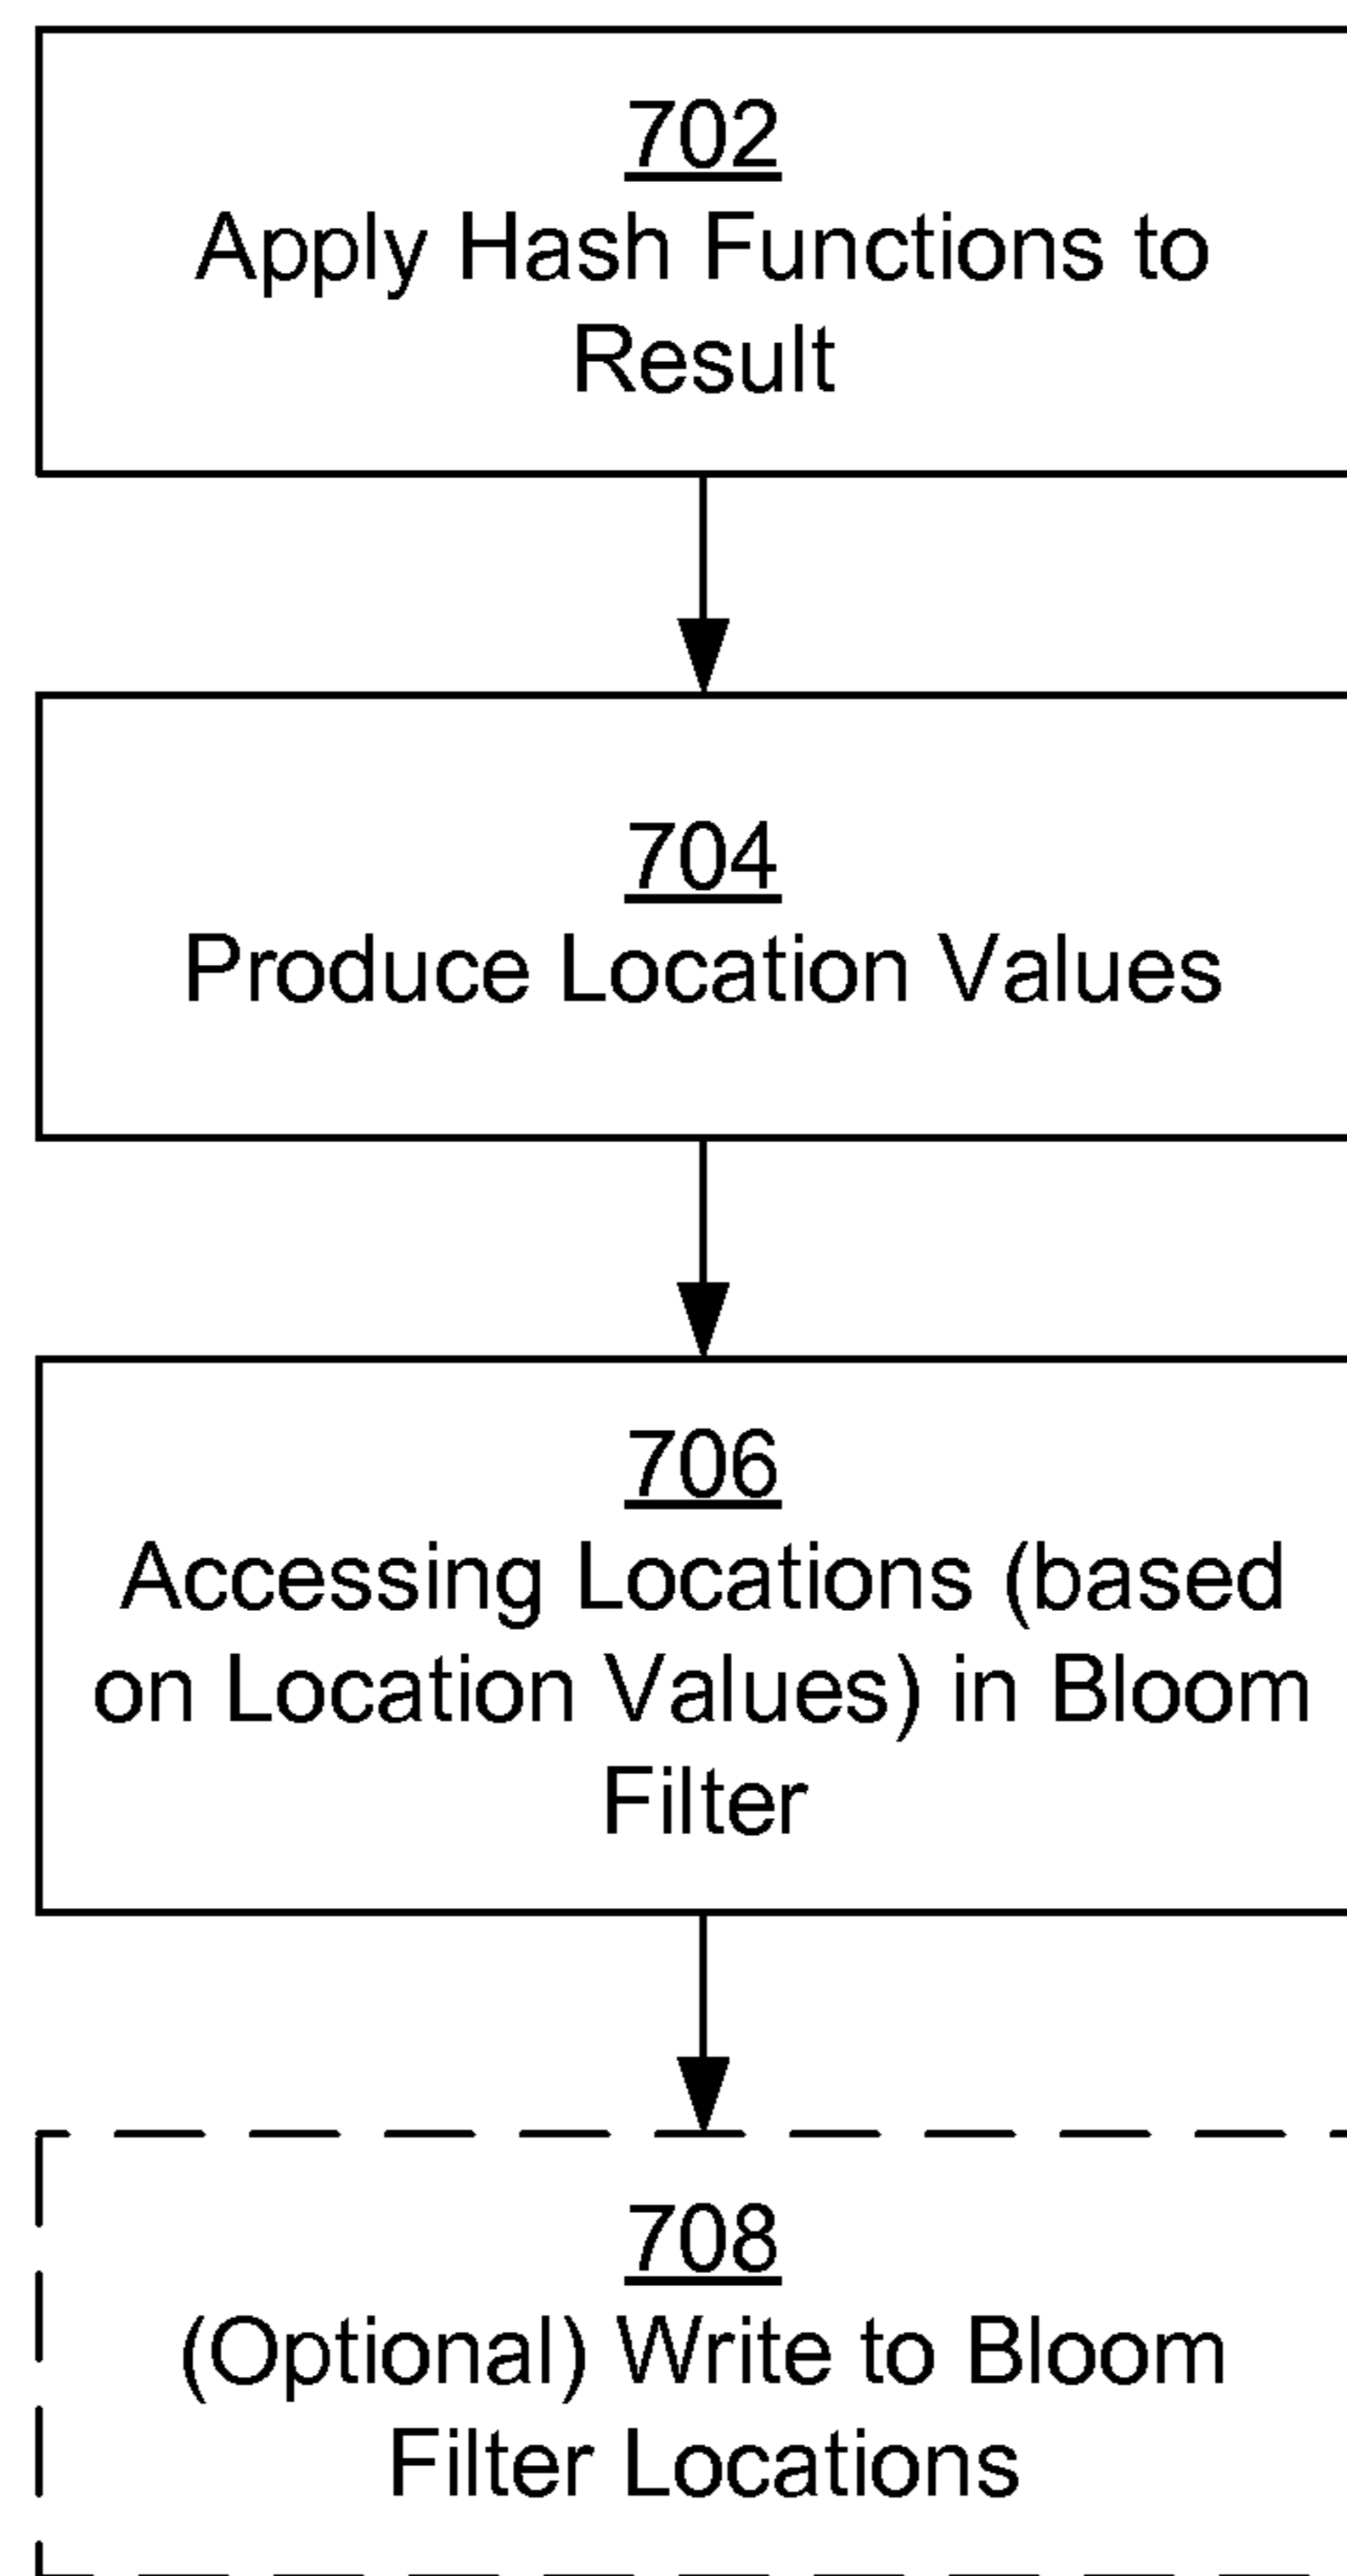 702
Apply Hash Functions to
Result
704
Produce Location Values
706
Accessing Locations (based
on Location Values) in Bloom
Filter
708
(Optional) Write to Bloom
Filter Locations